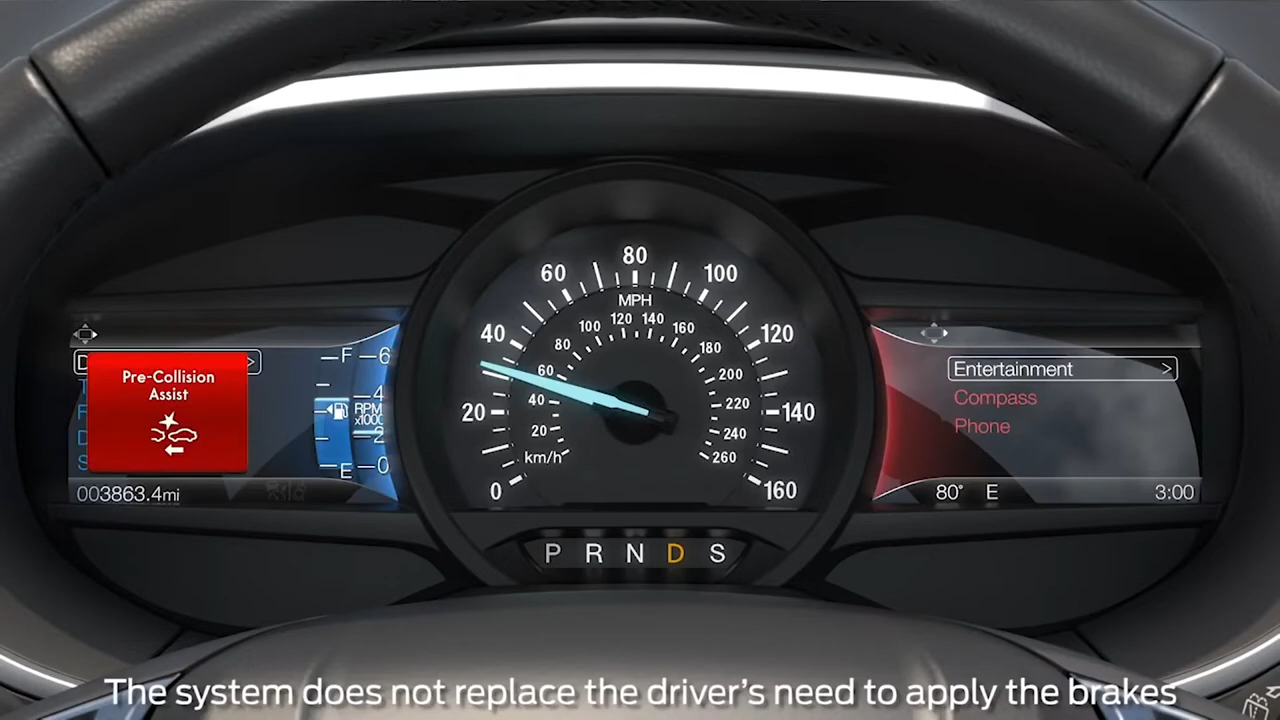 80
60 100
MPH
120 140
100 160
40 80 180 120
60 200
40 220
20 140
20 240
km/h 260
0 160
P R N D S
D >
Pre-Collision
Assist
T
F
D
S
003863.4mi
F 6
4
RPM
x1000
2
E 0
Entertainment >
Compass
Phone
80° E 3:00
The system does not replace the driver's need to apply the brakes